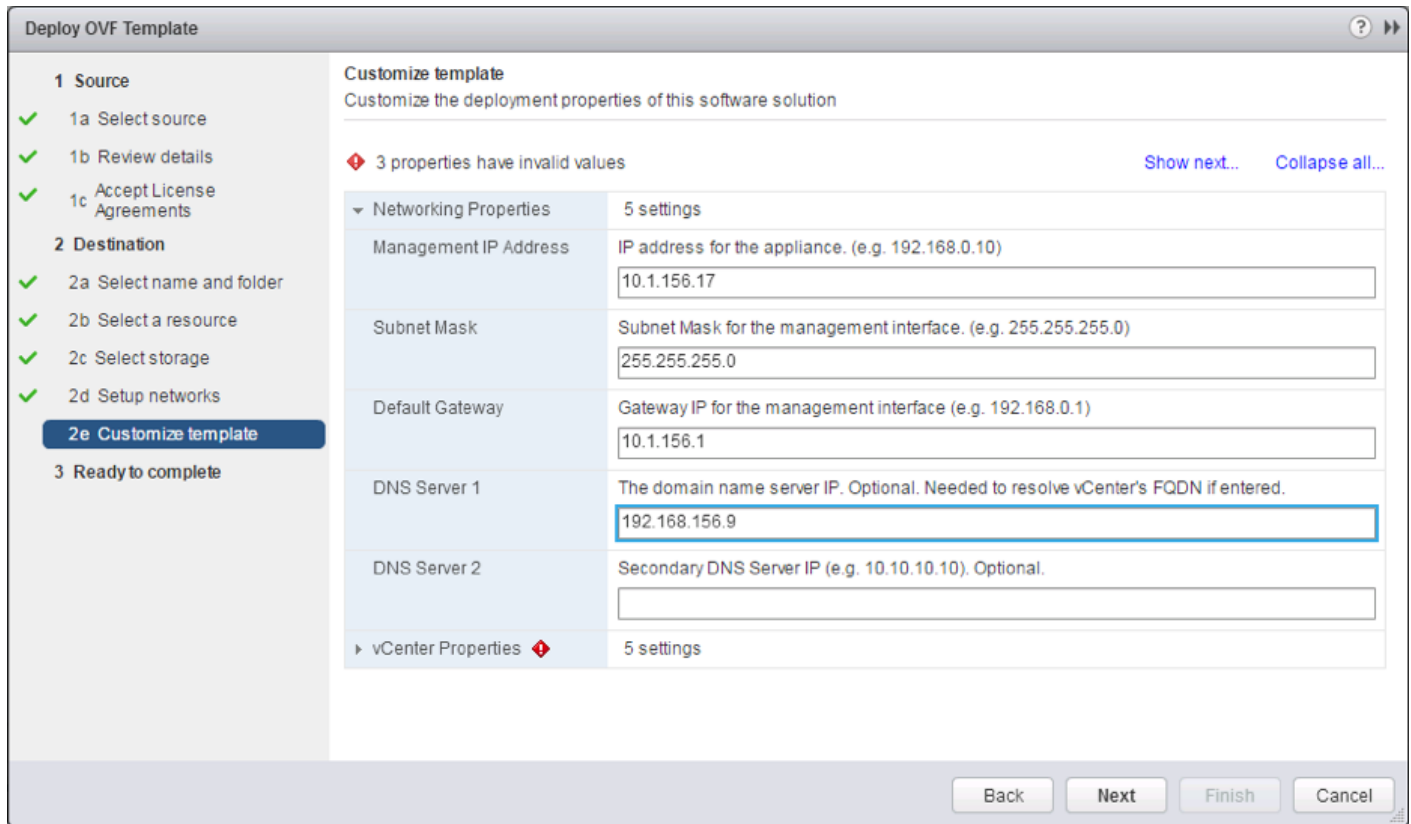 Deploy OVF Template
1 Source
1a Select source
1b Review details
1c Accept License
Agreements
2 Destination
2a Select name and folder
2b Select a resource
2c Select storage
2d Setup networks
2e Customize template
3 Ready to complete
Customize template
Customize the deployment properties of this software solution
3 properties have invalid values Show next... Collapse all...
Networking Properties 5 settings
Management IP Address IP address for the appliance. (e.g. 192.168.0.10)
10.1.156.17
Subnet Mask Subnet Mask for the management interface. (e.g. 255.255.255.0)
255.255.255.0
Default Gateway Gateway IP for the management interface (e.g. 192.168.0.1)
10.1.156.1
DNS Server 1 The domain name server IP. Optional. Needed to resolve vCenter's FQDN if entered.
192.168.156.9
DNS Server 2 Secondary DNS Server IP (e.g. 10.10.10.10). Optional.
vCenter Properties 5 settings
Back Next Finish Cancel